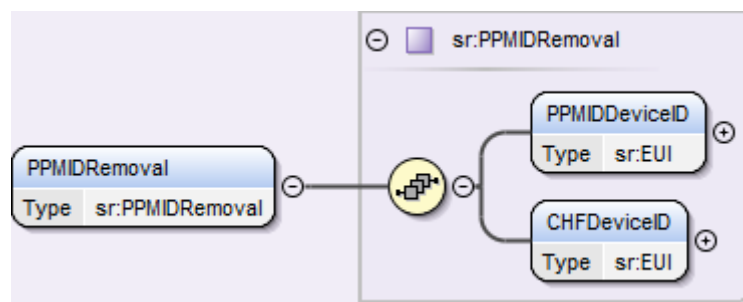 sr:PPMIDRemoval
PPMIDDeviceID
Type sr:EUI
PPMIDRemoval
Type sr:PPMIDRemoval
CHFDeviceID
Type sr:EUI